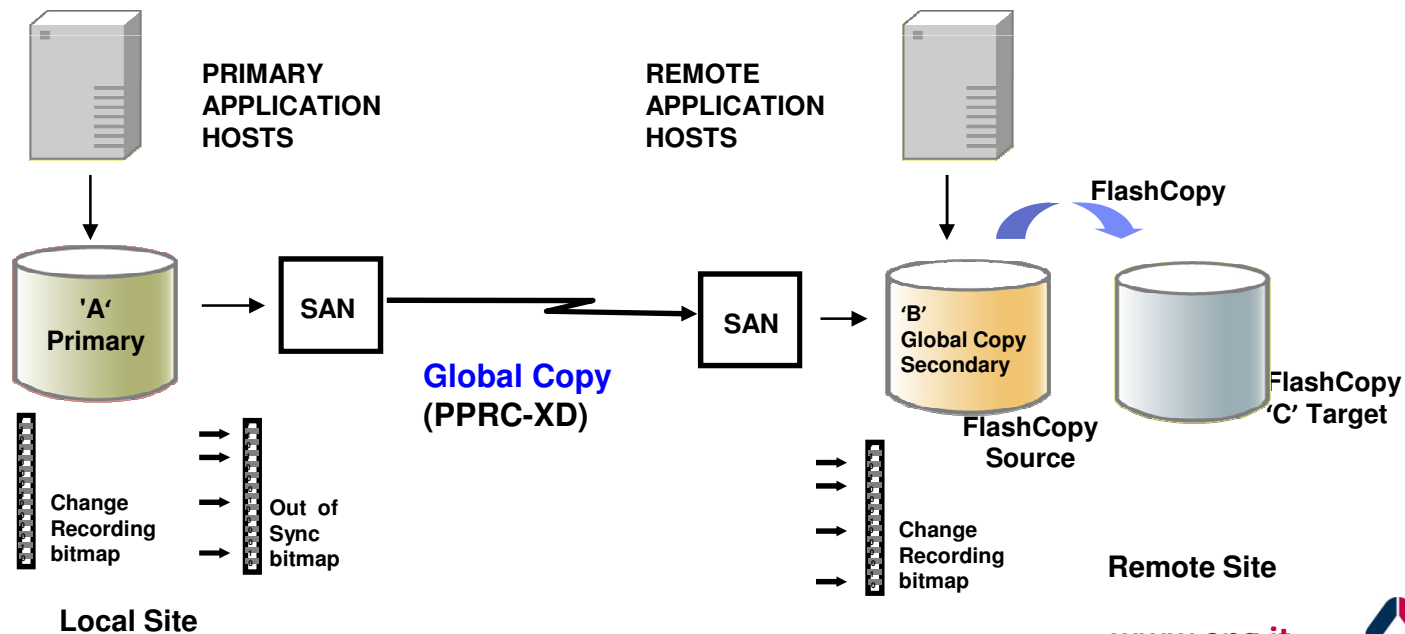 PRIMARY
APPLICATION
HOSTS
REMOTE
APPLICATION
HOSTS
FlashCopy
'A‘
Primary
SAN
Global Copy
(PPRC-XD)
SAN
‘B’
Global Copy
Secondary
FlashCopy
Source
FlashCopy
‘C’ Target
Change
Recording
bitmap
Out of
Sync
bitmap
Change
Recording
bitmap
Local Site
Remote Site